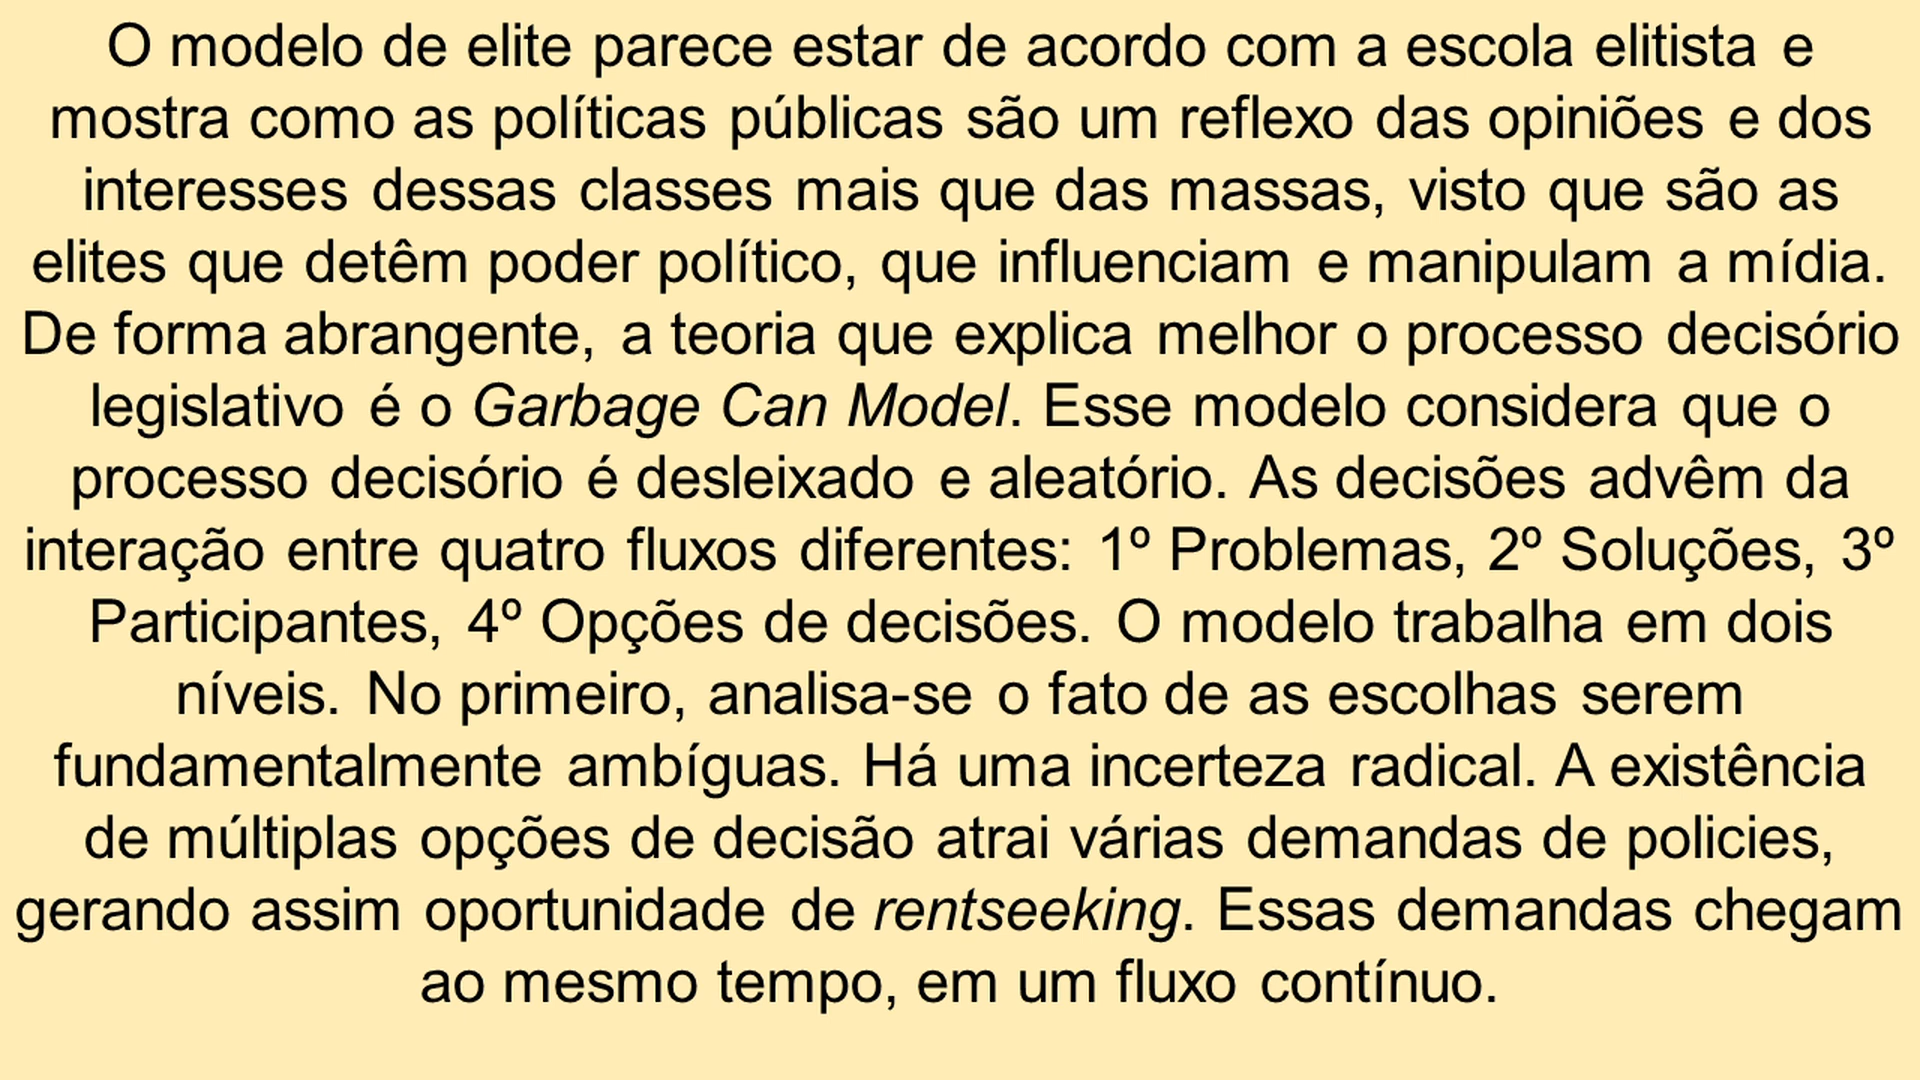 O modelo de elite parece estar de acordo com a escola elitista e
mostra como as políticas públicas são um reflexo das opiniões e dos
interesses dessas classes mais que das massas, visto que são as
elites que detêm poder político, que influenciam e manipulam a mídia.
De forma abrangente, a teoria que explica melhor o processo decisório
legislativo é o Garbage Can Model. Esse modelo considera que o
processo decisório é desleixado e aleatório. As decisões advêm da
interação entre quatro fluxos diferentes: 1º Problemas, 2º Soluções, 3º
Participantes, 4º Opções de decisões. O modelo trabalha em dois
níveis. No primeiro, analisa-se o fato de as escolhas serem
fundamentalmente ambíguas. Há uma incerteza radical. A existência
de múltiplas opções de decisão atrai várias demandas de policies,
gerando assim oportunidade de rentseeking. Essas demandas chegam
ao mesmo tempo, em um fluxo contínuo.